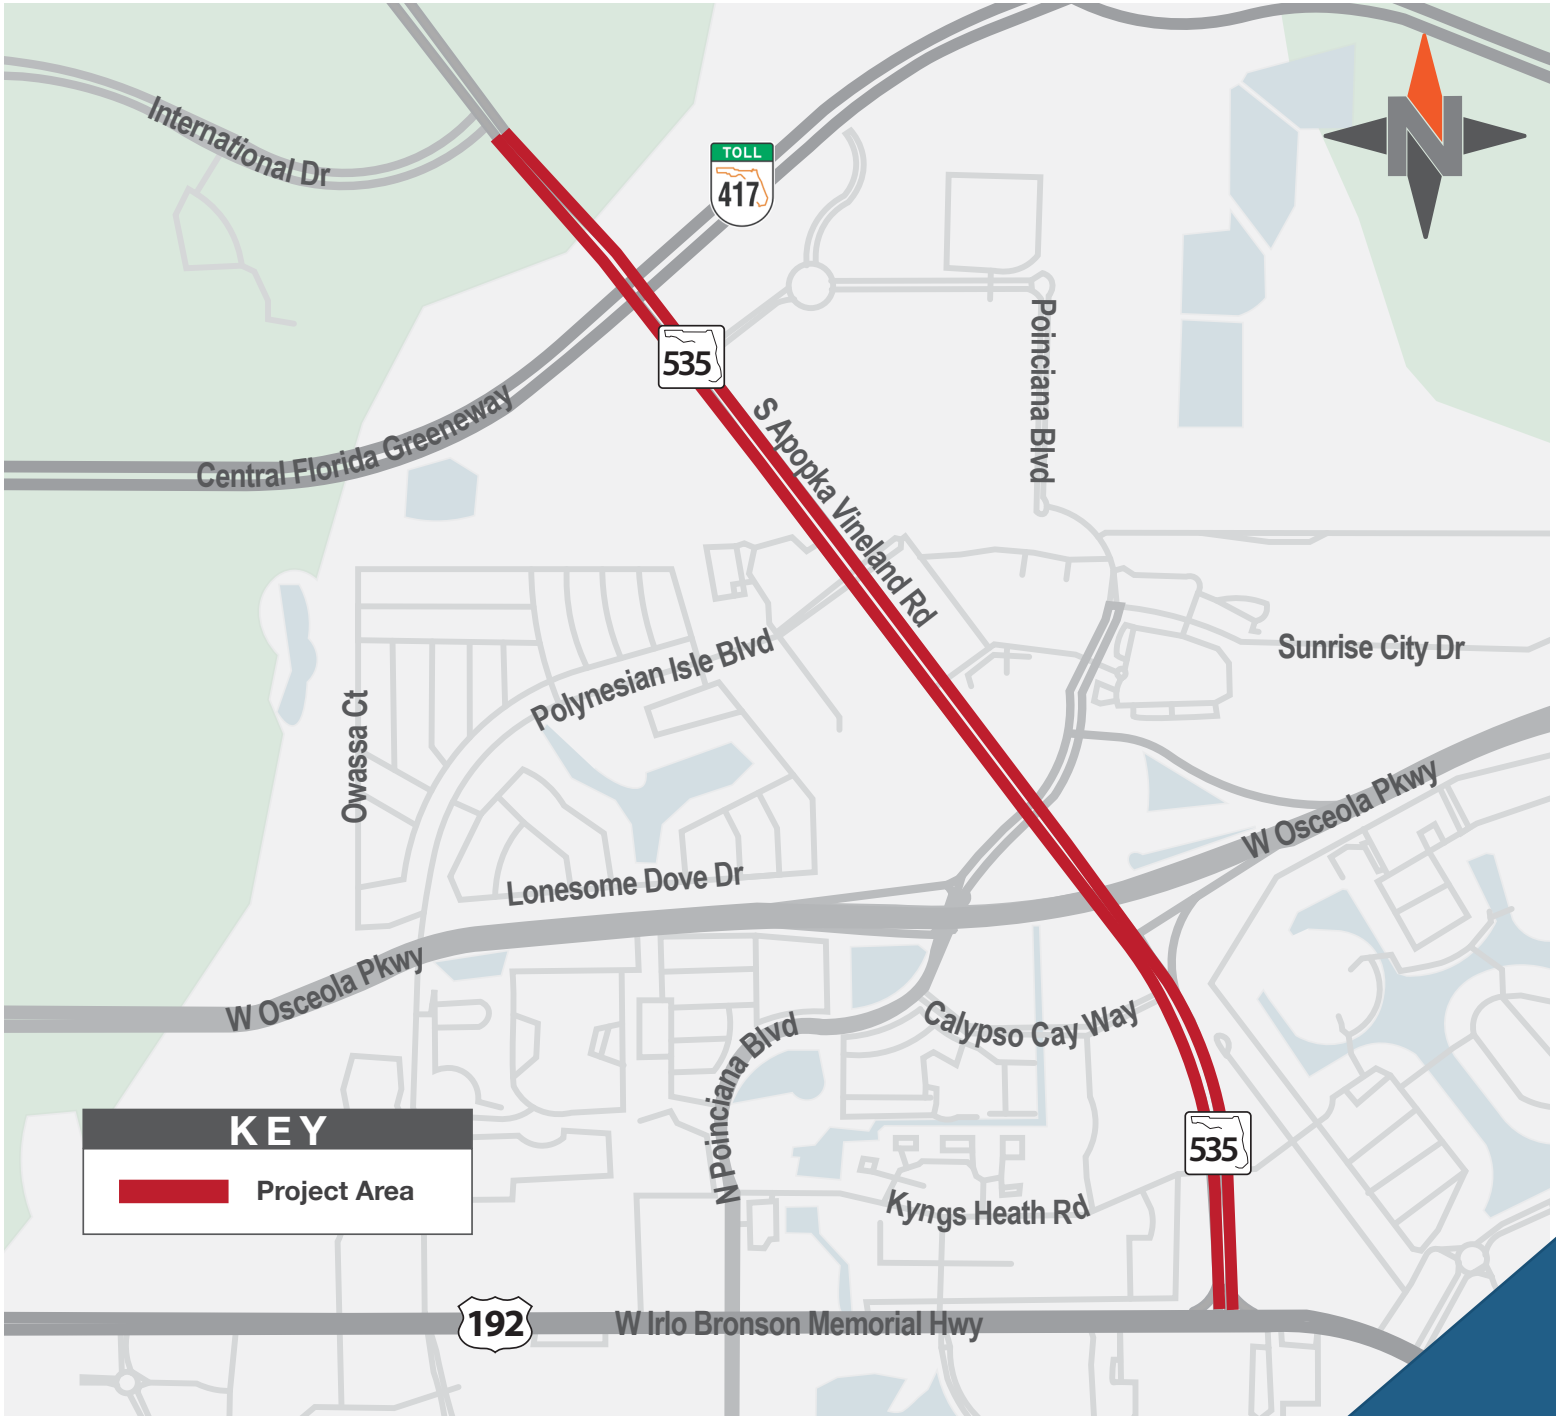 International Dr
TOLL
417
N
535
Central Florida Greeneway
S Apopka Vineland Rd
Poinciana Blvd
Sunrise City Dr
Polynesian Isle Blvd
Owassa Ct
W Osceola Pkwy
Lonesome Dove Dr
W Osceola Pkwy
Calypso Cay Way
N Poinciana Blvd
KEY
Project Area
535
Kyngs Heath Rd
192
W Irlo Bronson Memorial Hwy